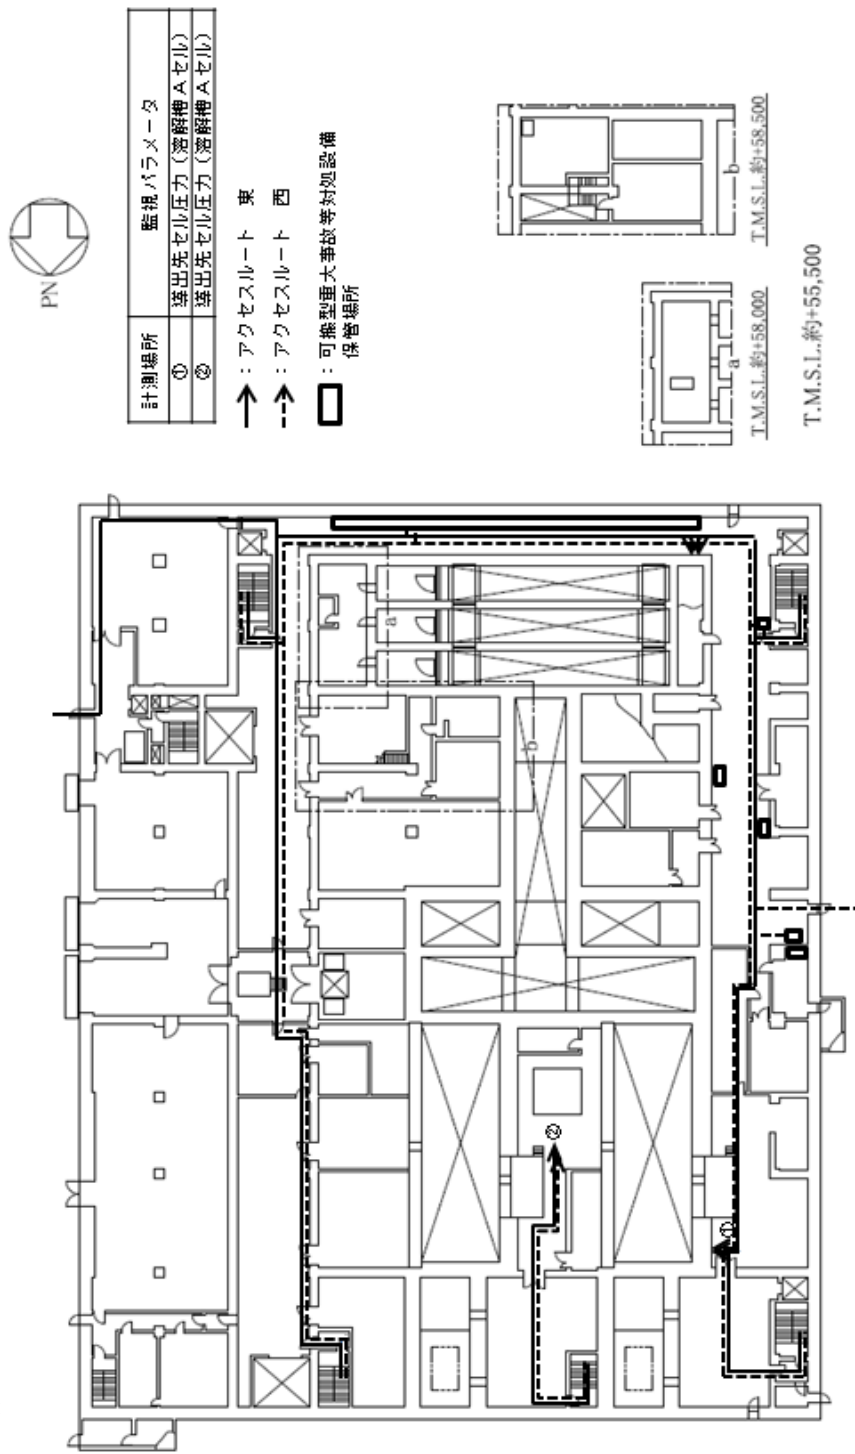 PN
計測場所 監視パラメータ
① 導出先セル圧力（溶解槽Ａセル）
② 導出先セル圧力（溶解槽Ａセル）
：アクセスルート 東
：アクセスルート 西
：可搬型重大事故等対処設備
保管場所
b
T.M.S.L.約+58,500
a
T.M.S.L.約+58,000
T.M.S.L.約+55,500
a
b
②
①